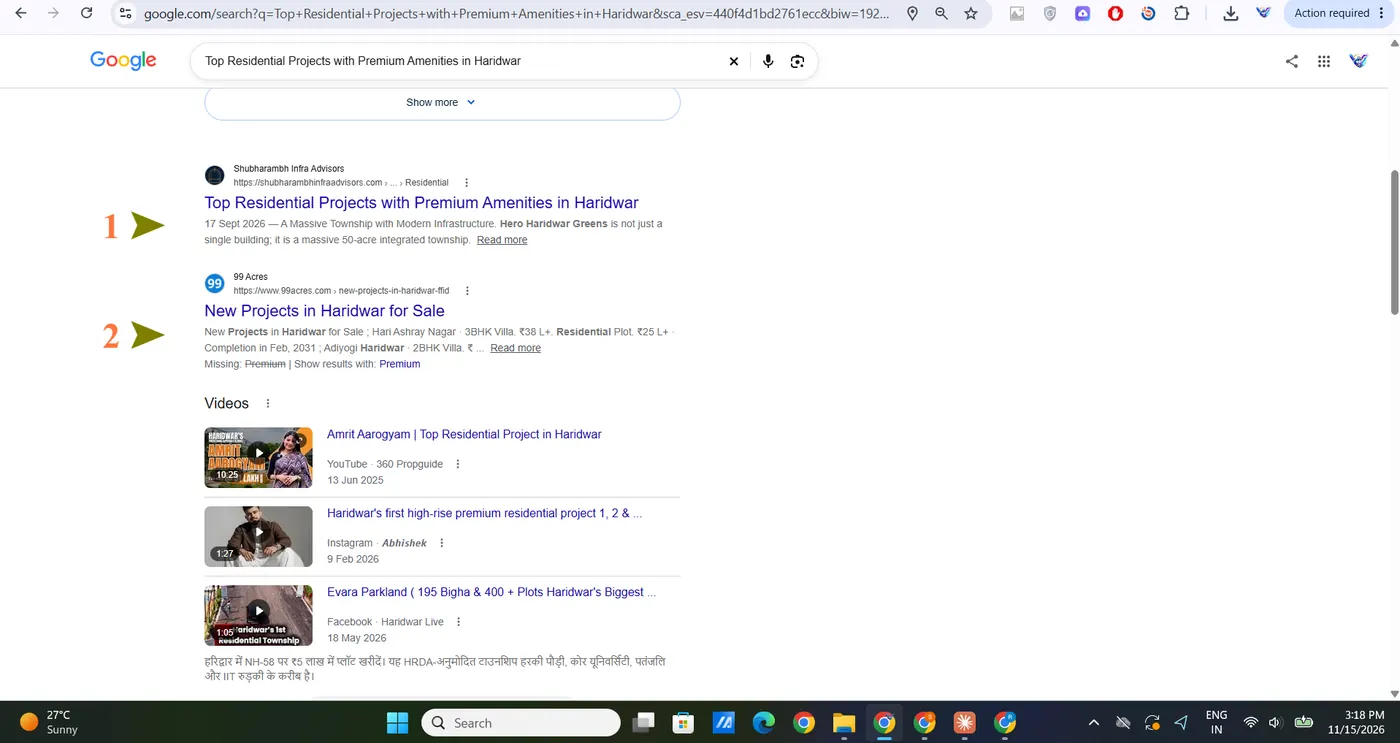 google.com/search?q=Top+Residential+Projects+with+Premium+Amenities+in+Haridwar&sca_esv=440f4d1bd2761ecc&biw=192...
Action required
Google
Top Residential Projects with Premium Amenities in Haridwar
Show more
Shubharambh Infra Advisors
https://shubharambhinfraadvisors.com › ... › Residential
Top Residential Projects with Premium Amenities in Haridwar
1
17 Sept 2026 — A Massive Township with Modern Infrastructure. Hero Haridwar Greens is not just a
single building; it is a massive 50-acre integrated township. Read more
99
99 Acres
https://www.99acres.com › new-projects-in-haridwar-ffid
New Projects in Haridwar for Sale
2
New Projects in Haridwar for Sale ; Hari Ashray Nagar · 3BHK Villa. ₹38 L+. Residential Plot. ₹25 L+ ·
Completion in Feb, 2031 ; Adiyogi Haridwar · 2BHK Villa. ₹ ... Read more
Missing: Premium | Show results with: Premium
Videos
HARIDWAR'S
AMRIT
AAROGYAM
LAKH
10:25
Amrit Aarogyam | Top Residential Project in Haridwar
YouTube · 360 Propguide
13 Jun 2025
1:27
Haridwar's first high-rise premium residential project 1, 2 & ...
Instagram · Abhishek
9 Feb 2026
1:05
Haridwar's 1st
Residential Township
Evara Parkland ( 195 Bigha & 400 + Plots Haridwar's Biggest ...
Facebook · Haridwar Live
18 May 2026
हरिद्वार में NH-58 पर ₹5 लाख में प्लॉट खरीदें। यह HRDA-अनुमोदित टाउनशिप हरकी पौड़ी, कोर यूनिवर्सिटी, पतंजलि
और IIT रुड़की के करीब है।
27°C
Sunny
Search
ENG
IN
3:18 PM
11/15/2026